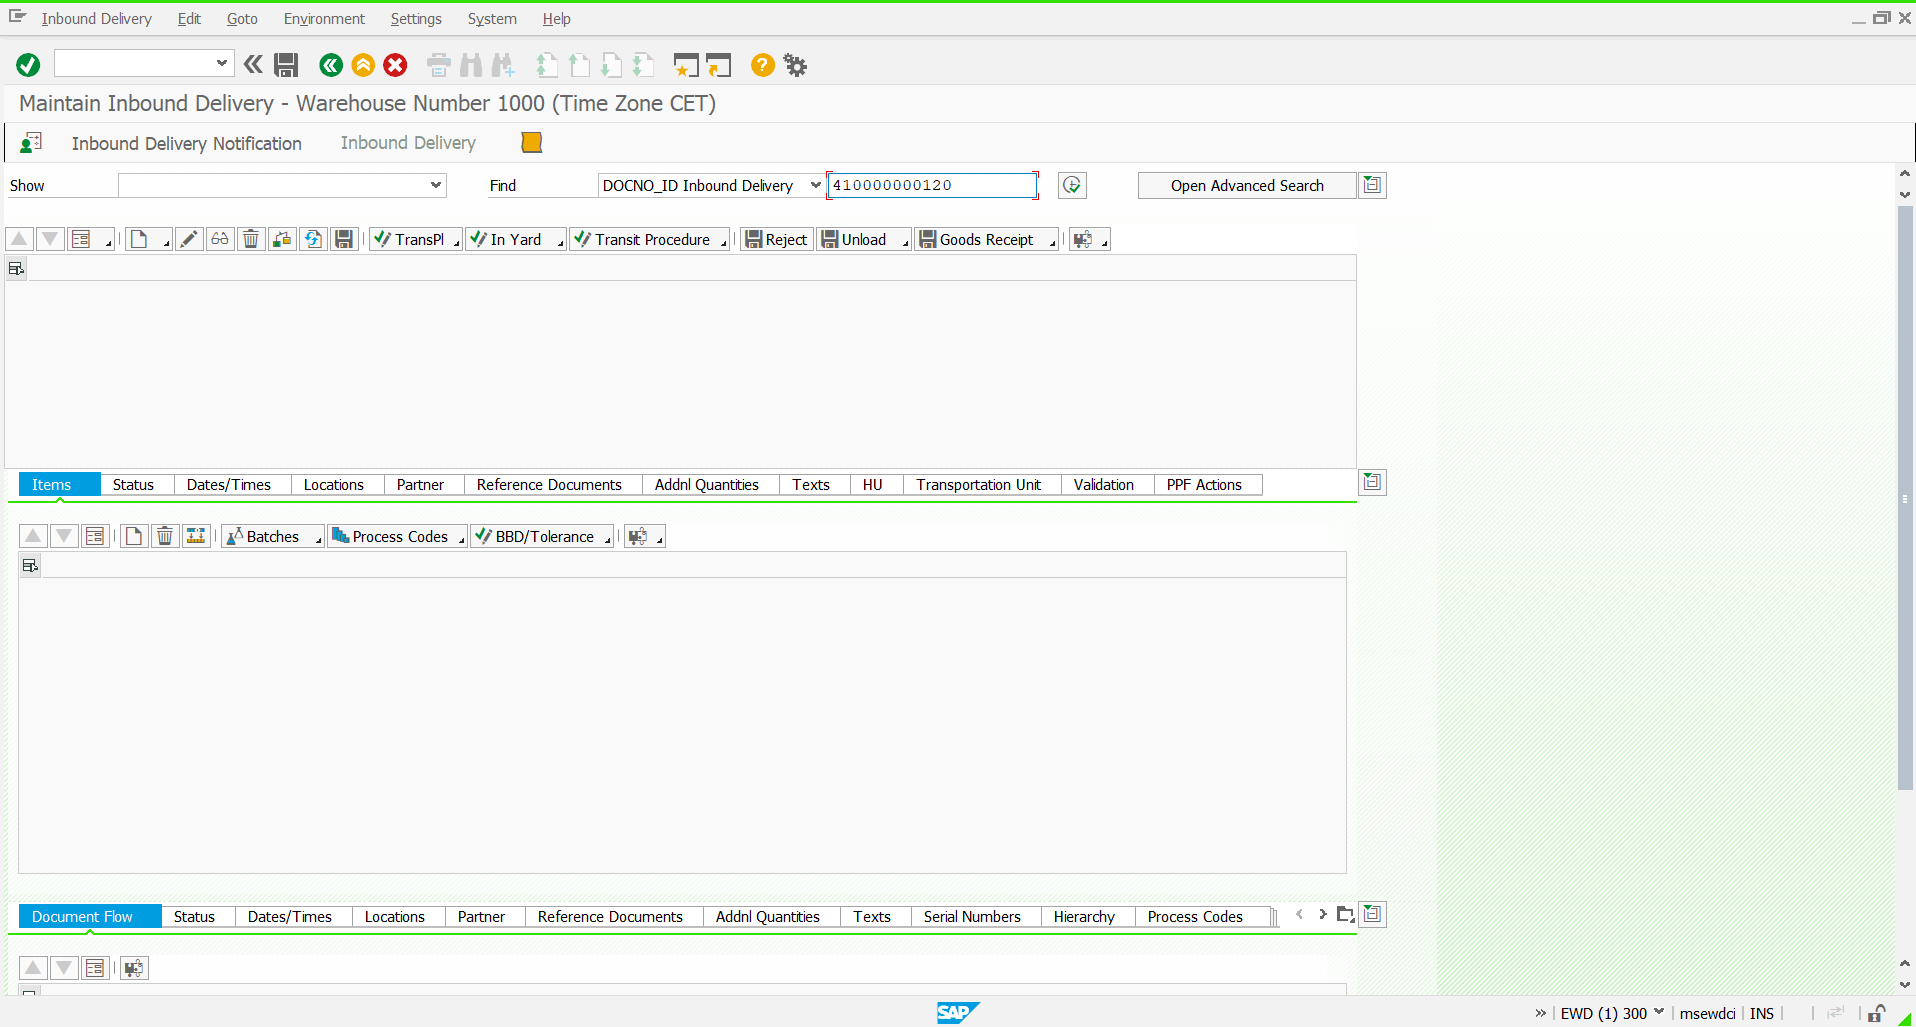 Inbound Delivery Edit Goto Environment Settings System Help
Maintain Inbound Delivery - Warehouse Number 1000 (Time Zone CET)
Inbound Delivery Notification Inbound Delivery
Show Find DOCNO_ID Inbound Delivery 410000000120 Open Advanced Search
TransPl In Yard Transit Procedure Reject Unload Goods Receipt
Items Status Dates/Times Locations Partner Reference Documents Addnl Quantities Texts HU Transportation Unit Validation PPF Actions
Batches Process Codes BBD/Tolerance
Document Flow Status Dates/Times Locations Partner Reference Documents Addnl Quantities Texts Serial Numbers Hierarchy Process Codes
SAP EWD (1) 300 msewdci INS